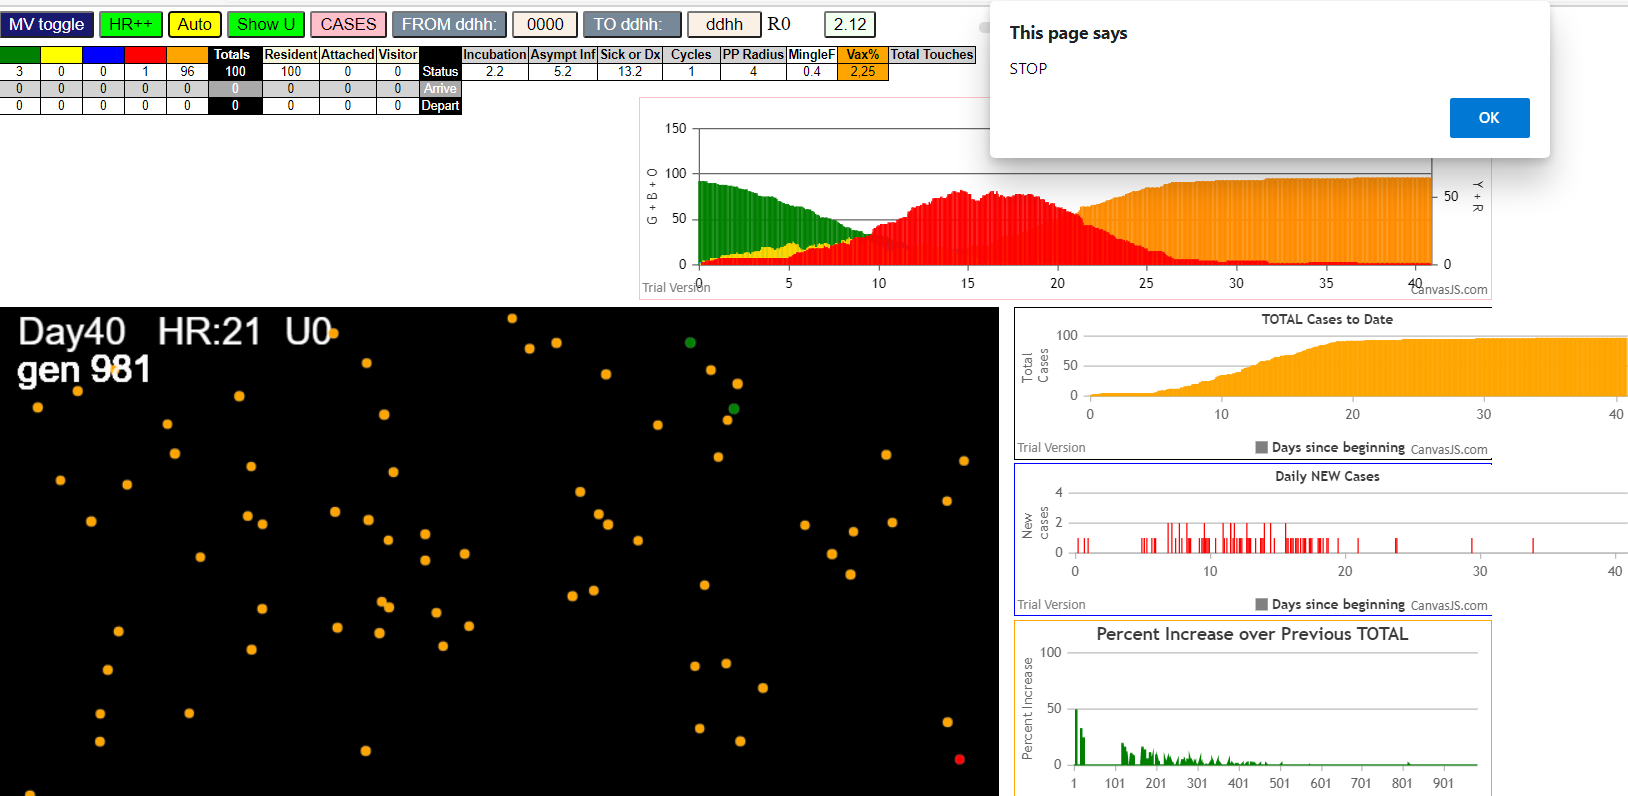 MV toggle HR++ Auto Show U CASES FROM ddhh: 0000 TO ddhh: ddhh R0 2.12
Totals Resident Attached Visitor Incubation Asympt Inf Sick or Dx Cycles PP Radius MingleF Vax% Total Touches
3 0 0 1 96 100 100 0 0 Status 2.2 5.2 13.2 1 4 0.4 2,25
0 0 0 0 0 0 0 0 0 Arrive
0 0 0 0 0 0 0 0 0 Depart
This page says
STOP
OK
150
100
50
0
G + B + O
50
0
Y + R
0 5 10 15 20 25 30 35 40
Trial Version
CanvasJS.com
Day40 HR:21 U0
gen 981
TOTAL Cases to Date
Total
Cases
100
50
0
0 10 20 30 40
Days since beginning
Trial Version
CanvasJS.com
Daily NEW Cases
New
cases
4
2
0
0 10 20 30 40
Days since beginning
Trial Version
CanvasJS.com
Percent Increase over Previous TOTAL
Percent Increase
100
50
0
1 101 201 301 401 501 601 701 801 901